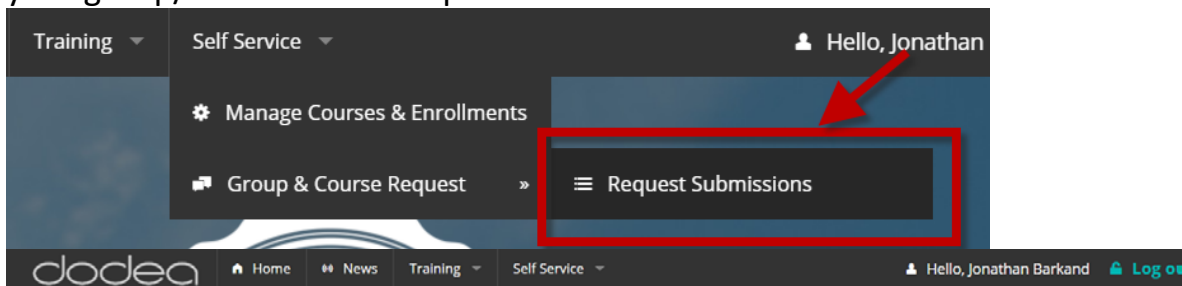 Training Self Service Hello, Jonathan
Manage Courses & Enrollments
Group & Course Request » Request Submissions
dodea Home News Training Self Service Hello, Jonathan Barkand Log ou